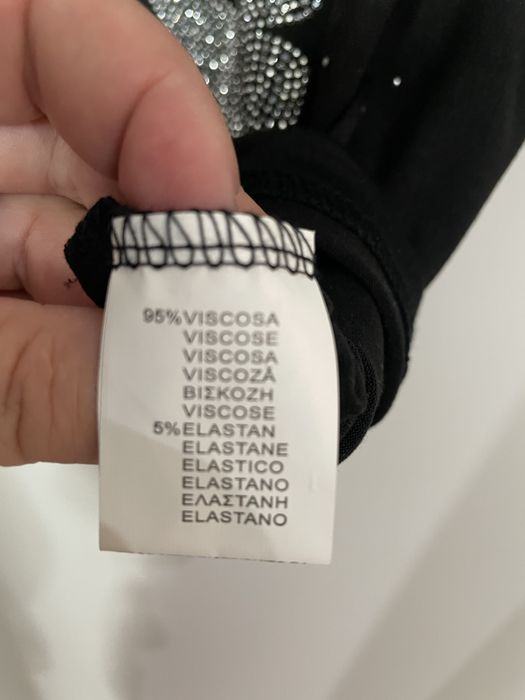 95%VISCOSA
VISCOSE
VISCOSA
VISCOZĂ
ΒΙΣΚΟΖΗ
VISCOSE
5%ELASTAN
ELASTANE
ELASTICO
ELASTANO
ΕΛΑΣΤΑΝΗ
ELASTANO